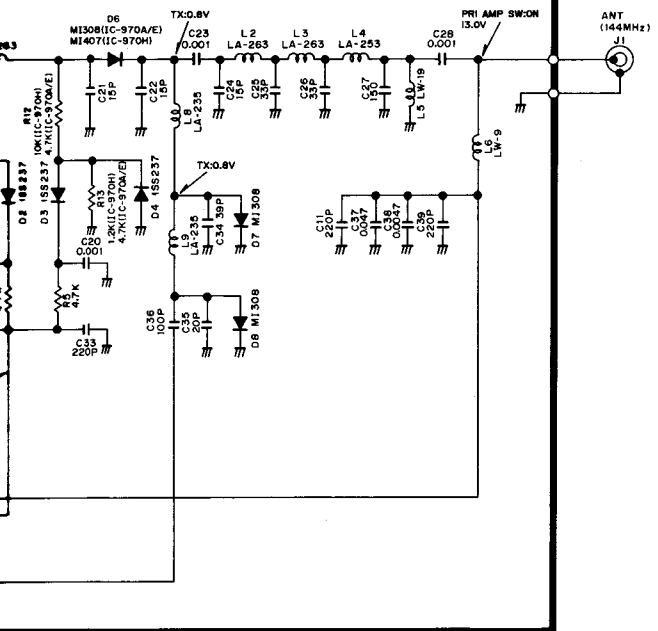 D6
MI308(IC-970A/E)
MI407(IC-970H)
TX:0.8V
C23
0.001
L2
LA-263
L3
LA-263
L4
LA-253
C28
0.001
PRI AMP SW:ON
13.0V
ANT
(144MHz)
J1
R12
10K(IC-970H)
4.7K(IC-970A/E)
C21
15P
C22
15P
L8
LA-235
C24
15P
C25
33P
C26
33P
C27
150
L5 LW-19
L6
LW-9
D2 1SS237
D3 1SS237
R13
1.2K(IC-970H)
4.7K(IC-970A/E)
D4 1SS237
TX:0.8V
C34 39P
D7 MI308
L9
LA-235
C11
220P
C37
0.047
C38
0.0047
C39
220P
C20
0.001
R5
4.7K
C36
100P
C35
20P
D8 MI308
C33
220P